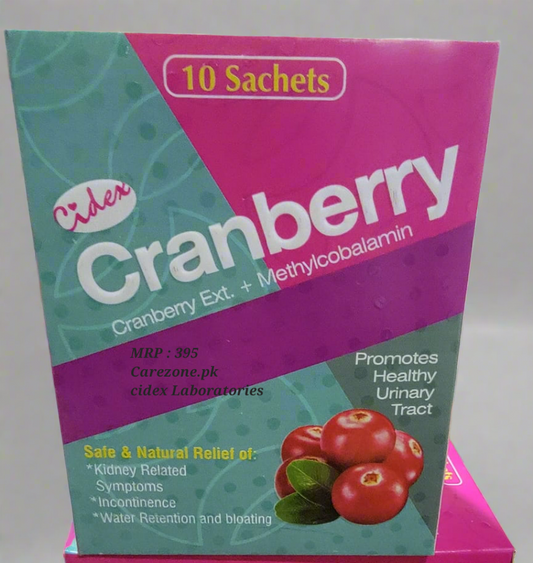 10 Sachets
Cidex
Cranberry
Cranberry Ext. + Methylcobalamin
MRP : 395
Carezone.pk
cidex Laboratories
Promotes
Healthy
Urinary
Tract
Safe & Natural Relief of:
*Kidney Related
Symptoms
*Incontinence
*Water Retention and bloating